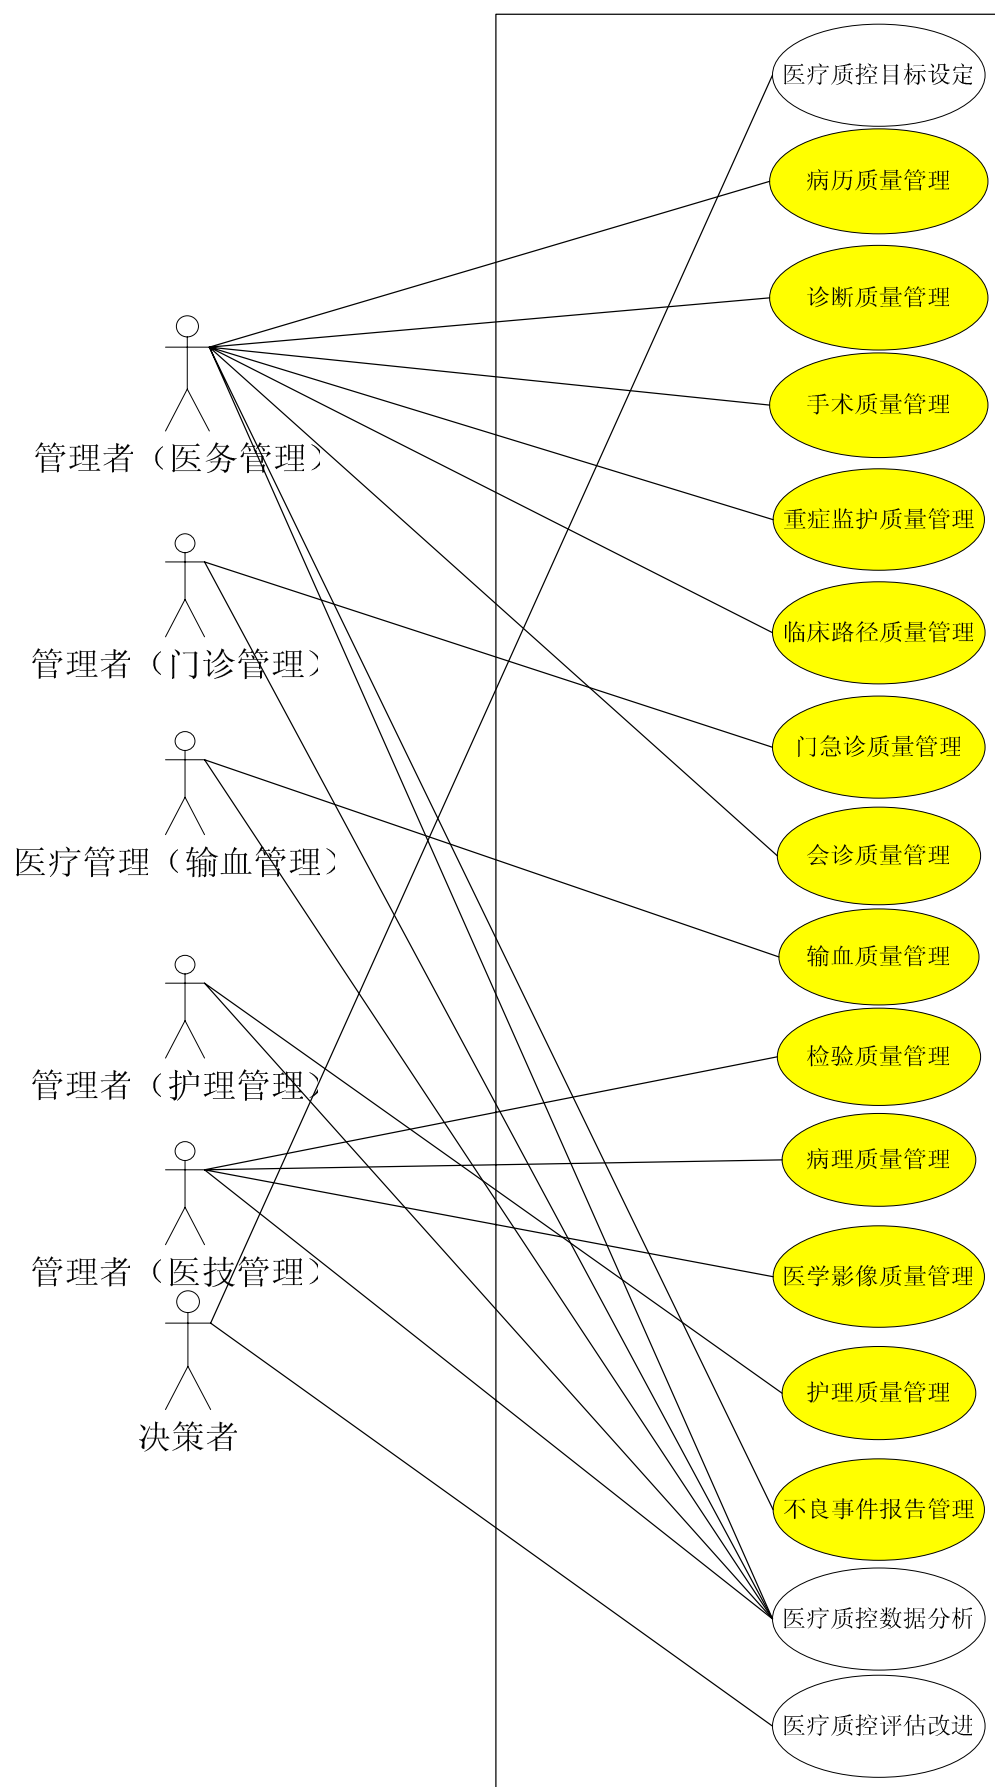 医疗质控目标设定
病历质量管理
诊断质量管理
手术质量管理
管理者（医务管理）
重症监护质量管理
临床路径质量管理
管理者（门诊管理）
门急诊质量管理
会诊质量管理
医疗管理（输血管理）
输血质量管理
检验质量管理
管理者（护理管理）
病理质量管理
管理者（医技管理）
医学影像质量管理
护理质量管理
决策者
不良事件报告管理
医疗质控数据分析
医疗质控评估改进